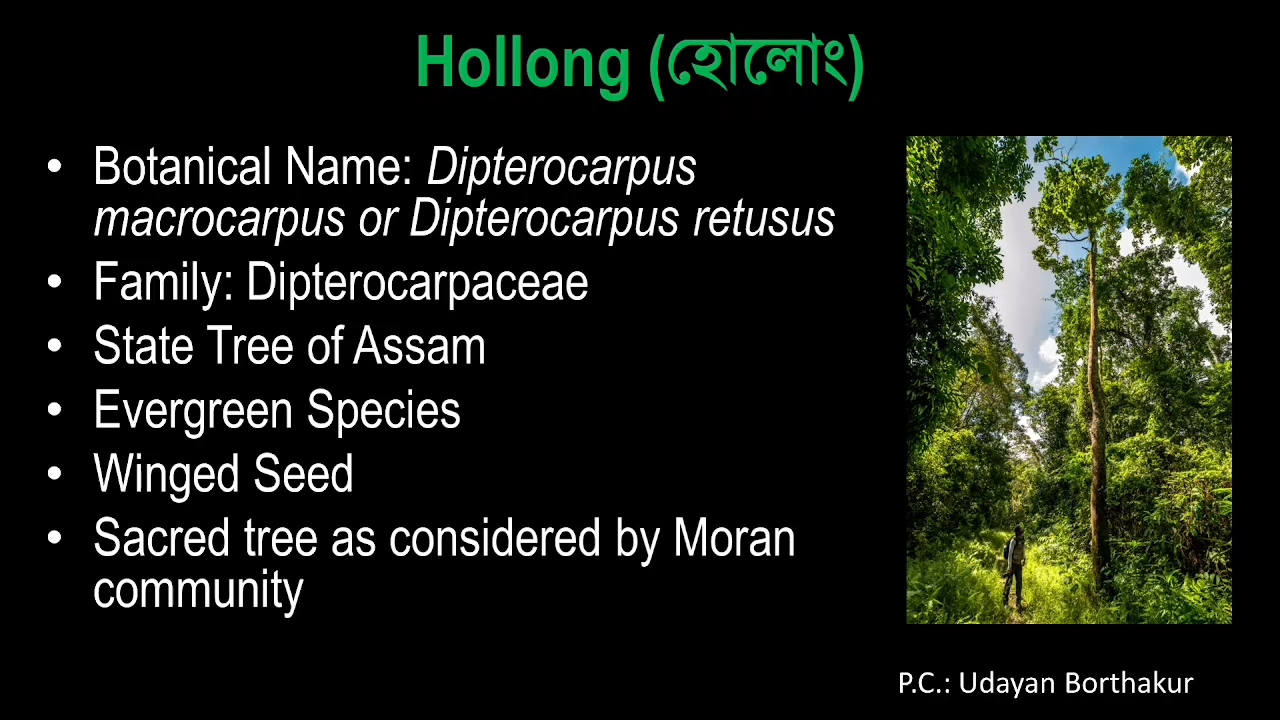 Hollong (হোলোং)
• Botanical Name: Dipterocarpus
macrocarpus or Dipterocarpus retusus
• Family: Dipterocarpaceae
• State Tree of Assam
• Evergreen Species
• Winged Seed
• Sacred tree as considered by Moran
community
P.C.: Udayan Borthakur